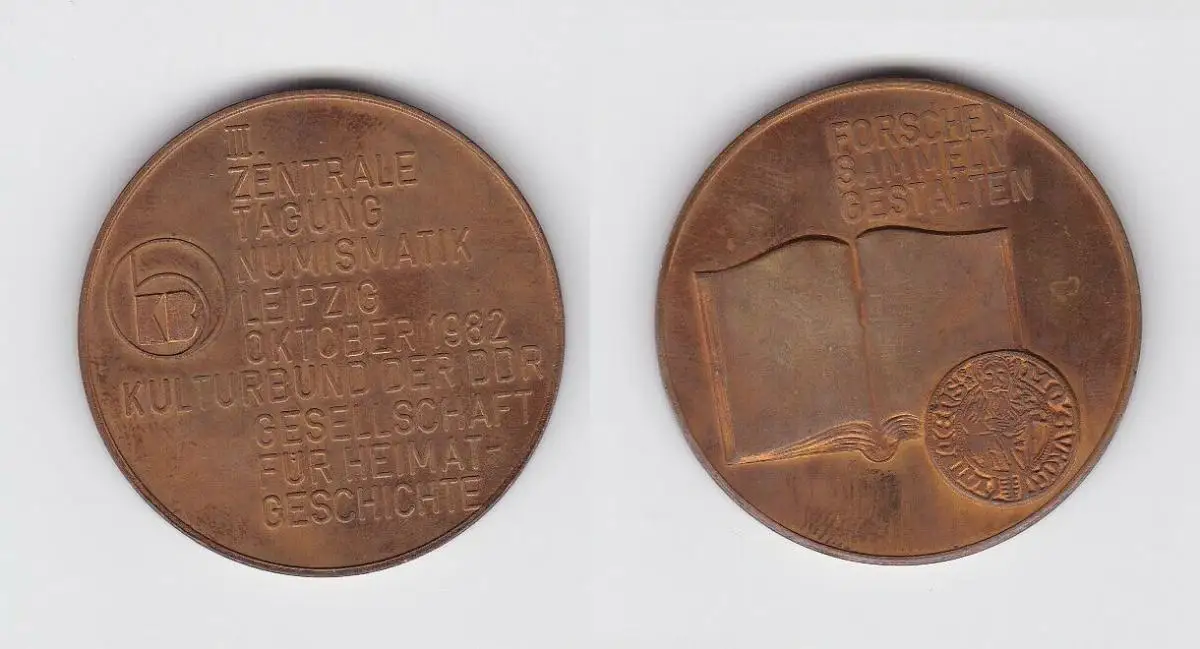 III.
ZENTRALE
TAGUNG
NUMISMATIK
LEIPZIG
OKTOBER 1982
KULTURBUND DER DDR
GESELLSCHAFT
FÜR HEIMAT-
GESCHICHTE
KB
FORSCHEN
SAMMELN
GESTALTEN